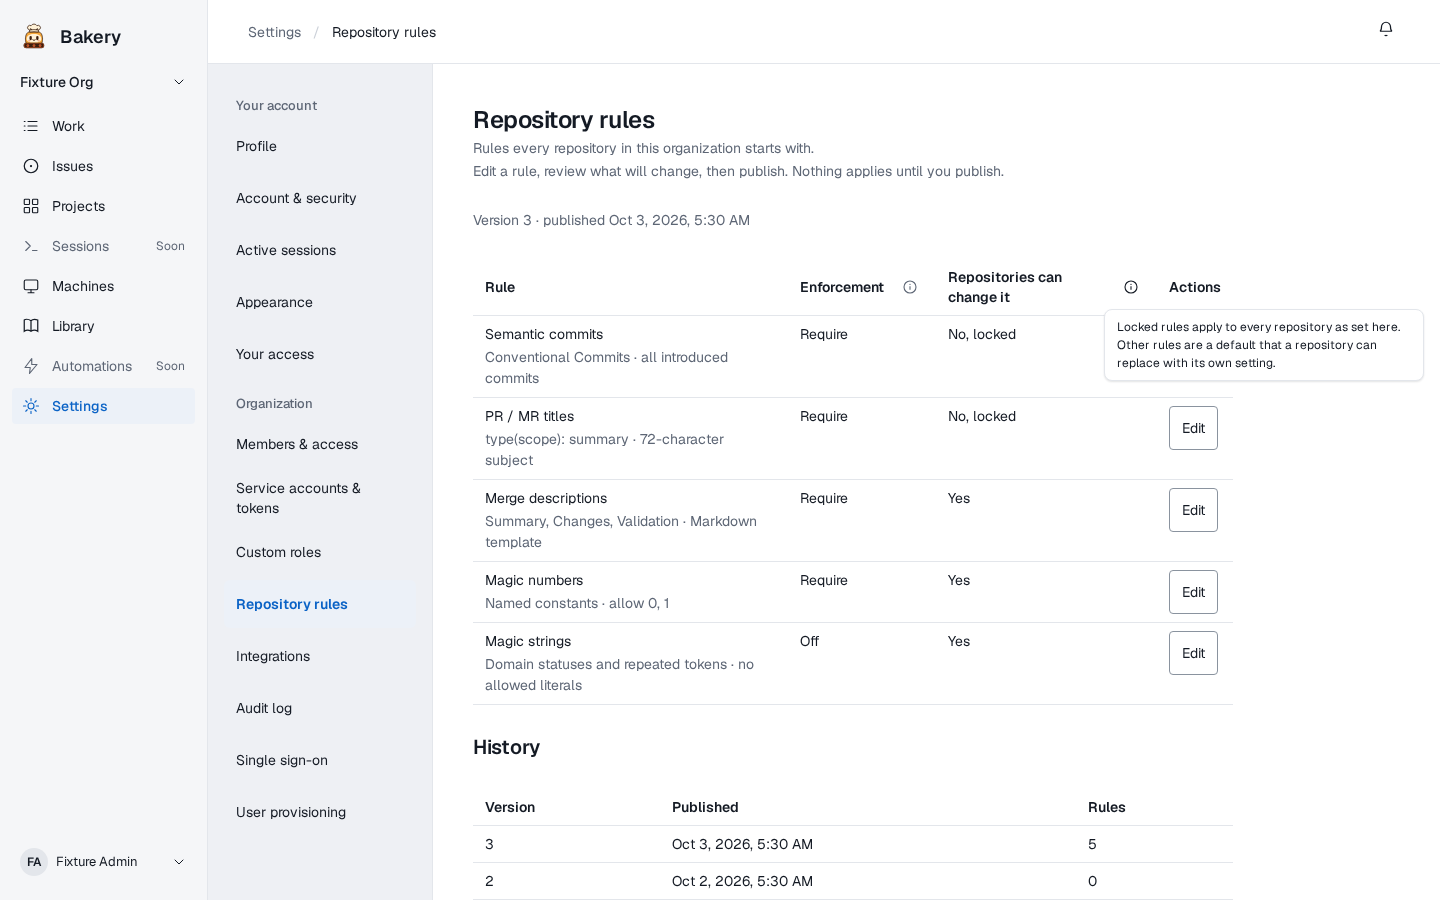 Bakery
Fixture Org
Work
Issues
Projects
Sessions Soon
Machines
Library
Automations Soon
Settings
FA Fixture Admin
Settings / Repository rules
Your account
Profile
Account & security
Active sessions
Appearance
Your access
Organization
Members & access
Service accounts &
tokens
Custom roles
Repository rules
Integrations
Audit log
Single sign-on
User provisioning
Repository rules
Rules every repository in this organization starts with.
Edit a rule, review what will change, then publish. Nothing applies until you publish.
Version 3 · published Oct 3, 2026, 5:30 AM
Rule Enforcement Repositories can
change it Actions
Semantic commits Require No, locked
Conventional Commits · all introduced
commits
Locked rules apply to every repository as set here.
Other rules are a default that a repository can
replace with its own setting.
PR / MR titles Require No, locked Edit
type(scope): summary · 72-character
subject
Merge descriptions Require Yes Edit
Summary, Changes, Validation · Markdown
template
Magic numbers Require Yes Edit
Named constants · allow 0, 1
Magic strings Off Yes Edit
Domain statuses and repeated tokens · no
allowed literals
History
Version Published Rules
3 Oct 3, 2026, 5:30 AM 5
2 Oct 2, 2026, 5:30 AM 0